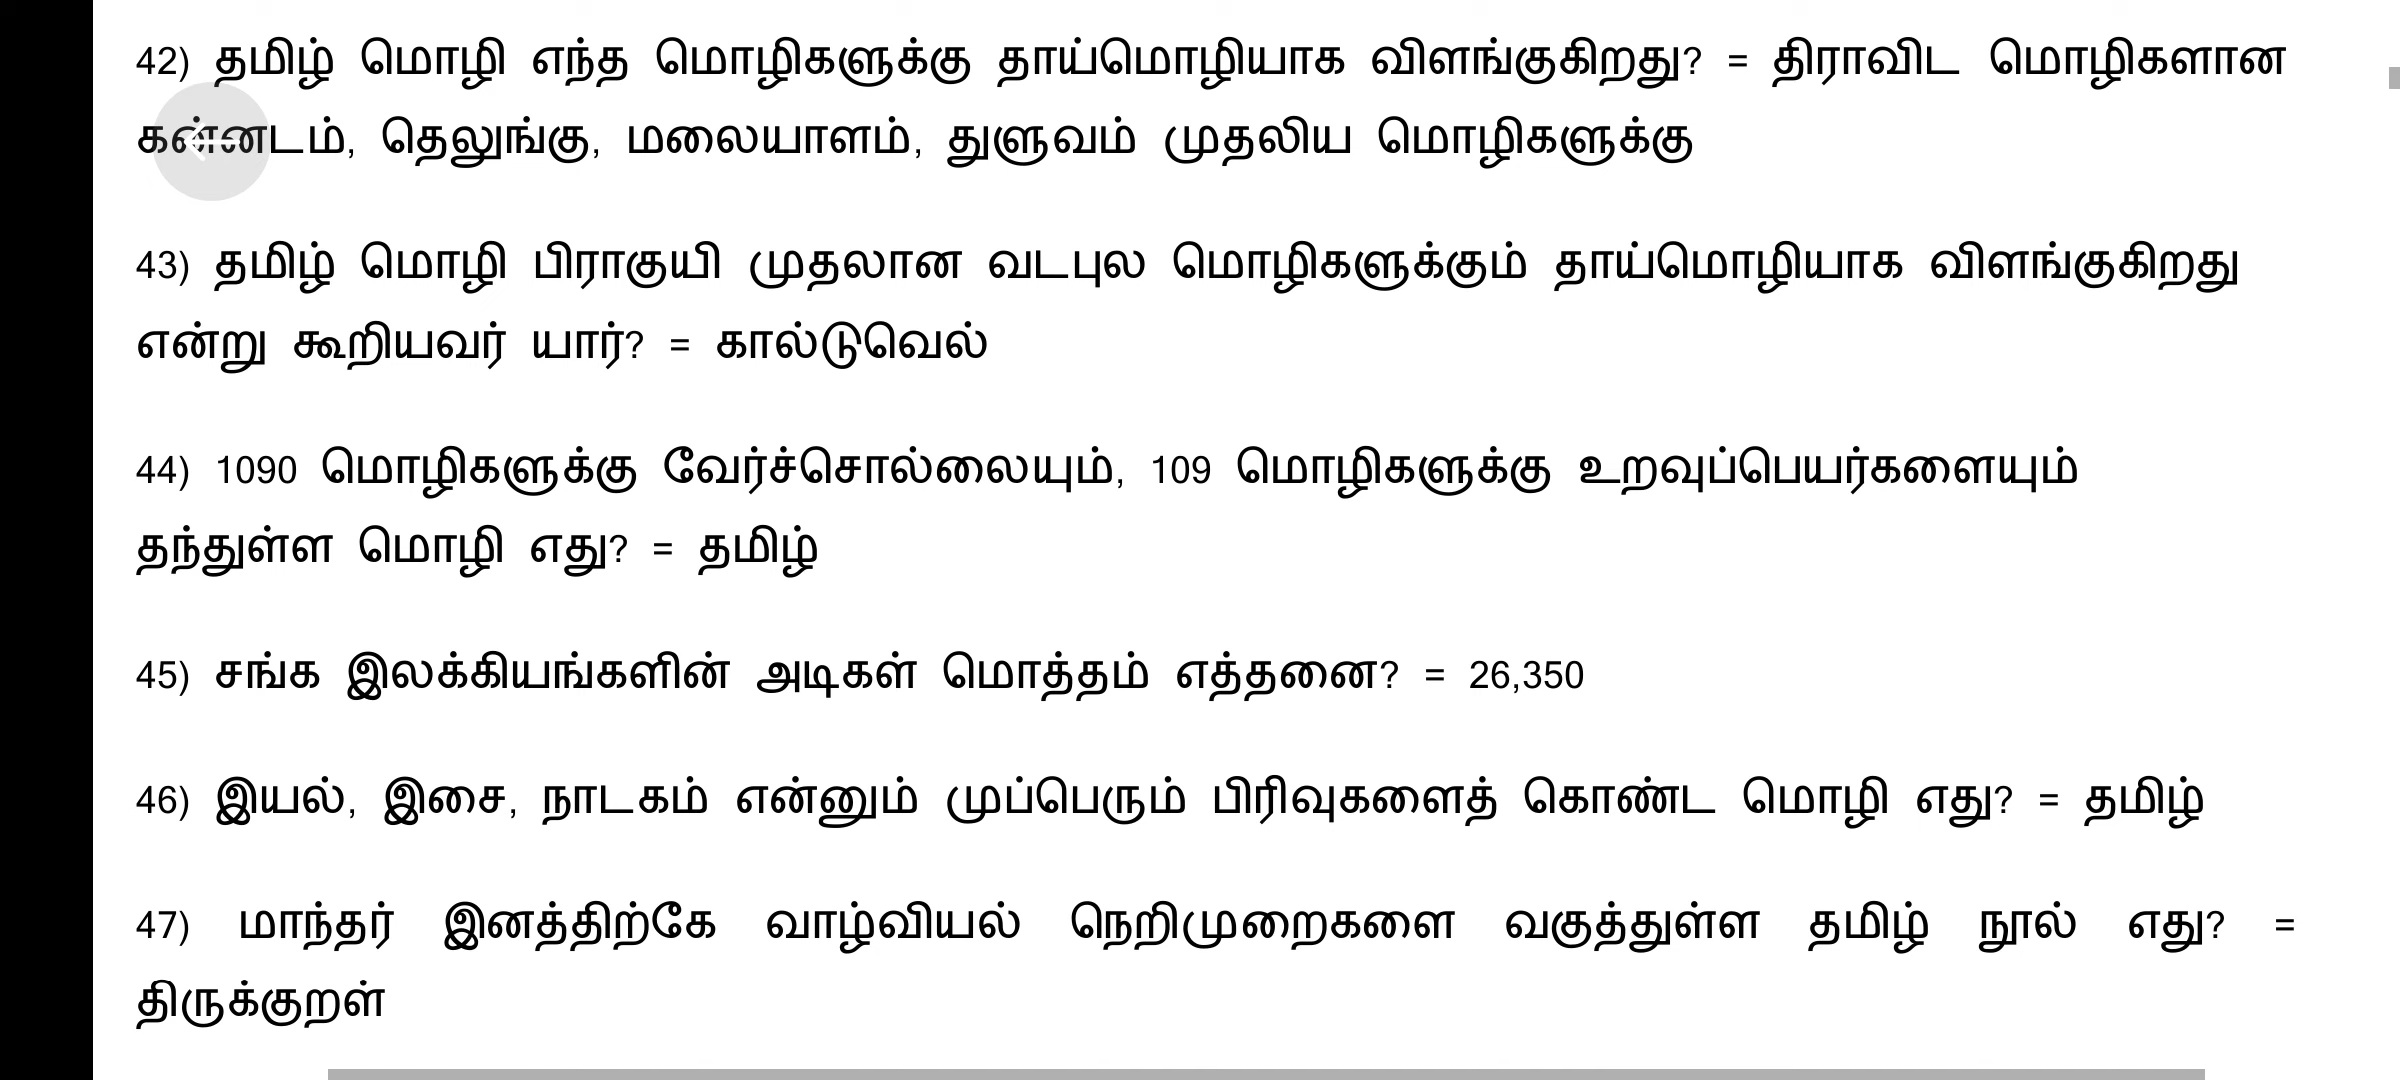 42) தமிழ் மொழி எந்த மொழிகளுக்கு தாய்மொழியாக விளங்குகிறது? = திராவிட மொழிகளான
கன்னடம், தெலுங்கு, மலையாளம், துளுவம் முதலிய மொழிகளுக்கு
43) தமிழ் மொழி பிராகுயி முதலான வடபுல மொழிகளுக்கும் தாய்மொழியாக விளங்குகிறது
என்று கூறியவர் யார்? = கால்டுவெல்
44) 1090 மொழிகளுக்கு வேர்ச்சொல்லையும், 109 மொழிகளுக்கு உறவுப்பெயர்களையும்
தந்துள்ள மொழி எது? = தமிழ்
45) சங்க இலக்கியங்களின் அடிகள் மொத்தம் எத்தனை? = 26,350
46) இயல், இசை, நாடகம் என்னும் முப்பெரும் பிரிவுகளைத் கொண்ட மொழி எது? = தமிழ்
47) மாந்தர் இனத்திற்கே வாழ்வியல் நெறிமுறைகளை வகுத்துள்ள தமிழ் நூல் எது? =
திருக்குறள்